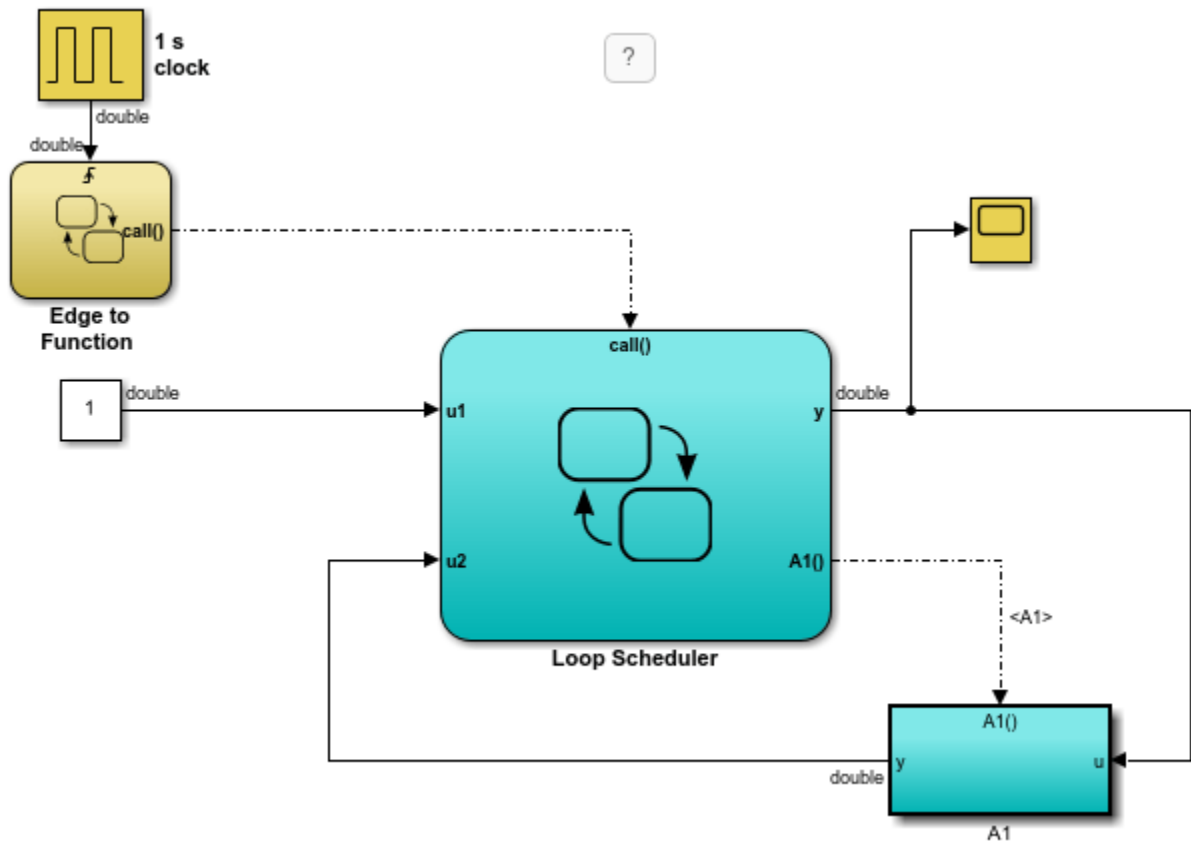 1 s
clock
?
double
double
call()
Edge to
Function
call()
1
double
u1
y
double
u2
A1()
<A1>
Loop Scheduler
A1()
y
u
double
A1